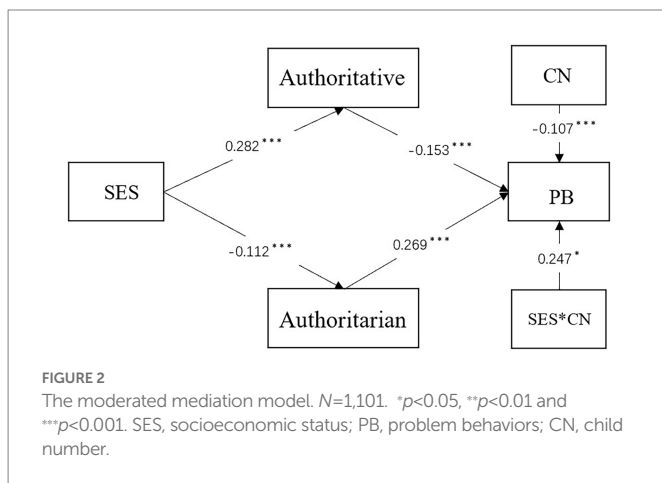 Authoritative
CN
0.282***
-0.153***
-0.107***
SES
PB
-0.112***
0.269***
0.247*
Authoritarian
SES*CN
FIGURE 2
The moderated mediation model. N=1,101. *p<0.05, **p<0.01 and
***p<0.001. SES, socioeconomic status; PB, problem behaviors; CN, child
number.